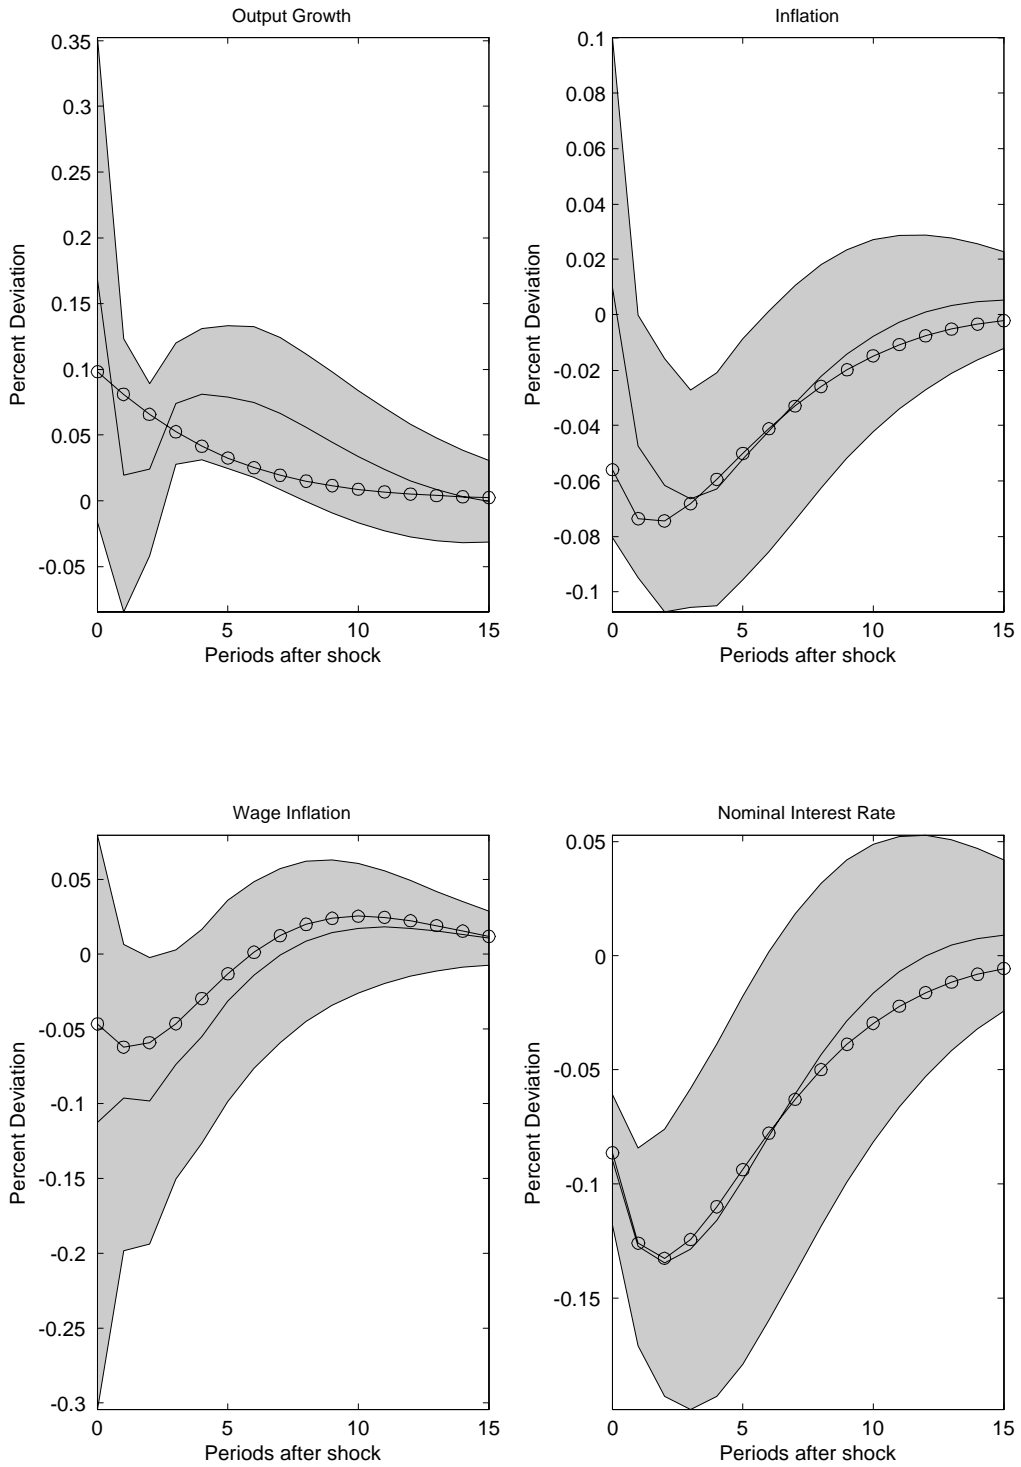 Output Growth
0.35
0.3
0.25
0.2
0.15
0.1
0.05
0
-0.05
Percent Deviation
0 5 10 15
Periods after shock
Inflation
0.1
0.08
0.06
0.04
0.02
0
-0.02
-0.04
-0.06
-0.08
-0.1
Percent Deviation
0 5 10 15
Periods after shock
Wage Inflation
0.05
0
-0.05
-0.1
-0.15
-0.2
-0.25
-0.3
Percent Deviation
0 5 10 15
Periods after shock
Nominal Interest Rate
0.05
0
-0.05
-0.1
-0.15
Percent Deviation
0 5 10 15
Periods after shock